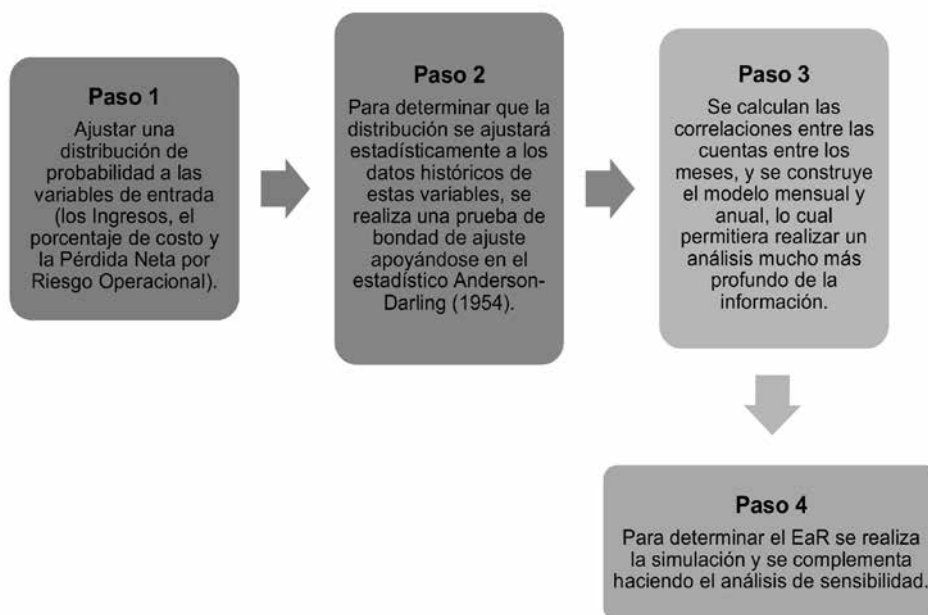 Paso 1
Ajustar una
distribución de
probabilidad a las
variables de entrada
(los Ingresos, el
porcentaje de costo y
la Pérdida Neta por
Riesgo Operacional).
Paso 2
Para determinar que la
distribución se ajustará
estadísticamente a los
datos históricos de
estas variables, se
realiza una prueba de
bondad de ajuste
apoyándose en el
estadístico Anderson-
Darling (1954).
Paso 3
Se calculan las
correlaciones entre las
cuentas entre los
meses, y se construye
el modelo mensual y
anual, lo cual
permitiera realizar un
análisis mucho más
profundo de la
información.
Paso 4
Para determinar el EaR se realiza
la simulación y se complementa
haciendo el análisis de sensibilidad.